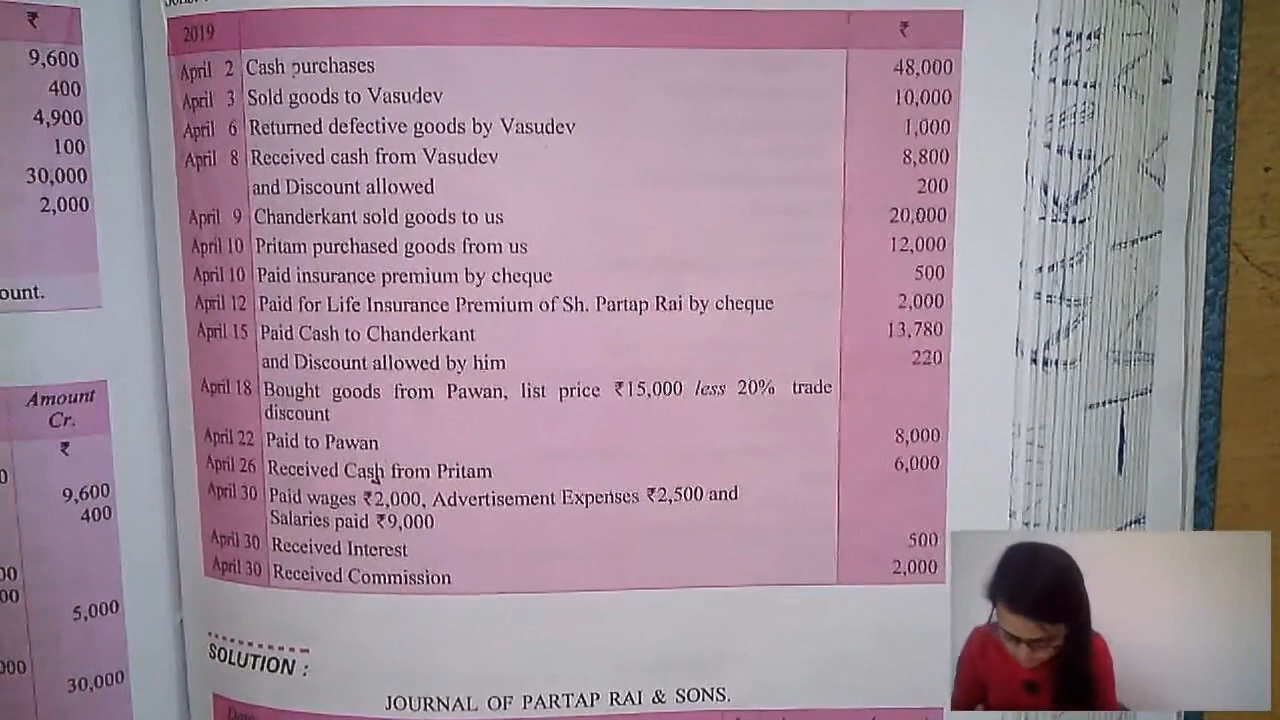 ₹
9,600
400
4,900
100
30,000
2,000
ount.
Amount
Cr.
₹
9,600
400
00
00
5,000
000
30,000
2019 ₹
April 2 Cash purchases 48,000
April 3 Sold goods to Vasudev 10,000
April 6 Returned defective goods by Vasudev 1,000
April 8 Received cash from Vasudev 8,800
and Discount allowed 200
April 9 Chanderkant sold goods to us 20,000
April 10 Pritam purchased goods from us 12,000
April 10 Paid insurance premium by cheque 500
April 12 Paid for Life Insurance Premium of Sh. Partap Rai by cheque 2,000
April 15 Paid Cash to Chanderkant 13,780
and Discount allowed by him 220
April 18 Bought goods from Pawan, list price ₹15,000 less 20% trade
discount
April 22 Paid to Pawan 8,000
April 26 Received Cash from Pritam 6,000
April 30 Paid wages ₹2,000, Advertisement Expenses ₹2,500 and
Salaries paid ₹9,000
April 30 Received Interest 500
April 30 Received Commission 2,000
SOLUTION :
JOURNAL OF PARTAP RAI & SONS.
Date